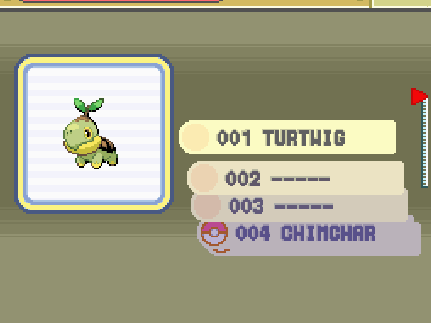 001 TURTWIG
002 -----
003 -----
004 CHIMCHAR